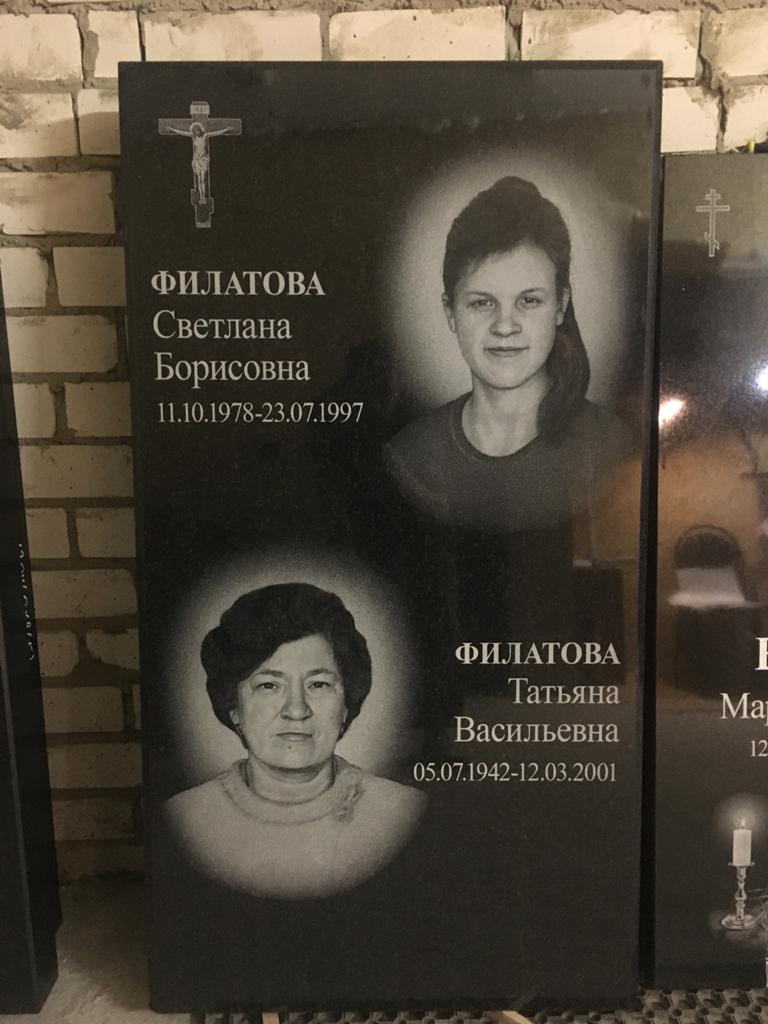 ФИЛАТОВА
Светлана
Борисовна
11.10.1978-23.07.1997
ФИЛАТОВА
Татьяна
Васильевна
05.07.1942-12.03.2001